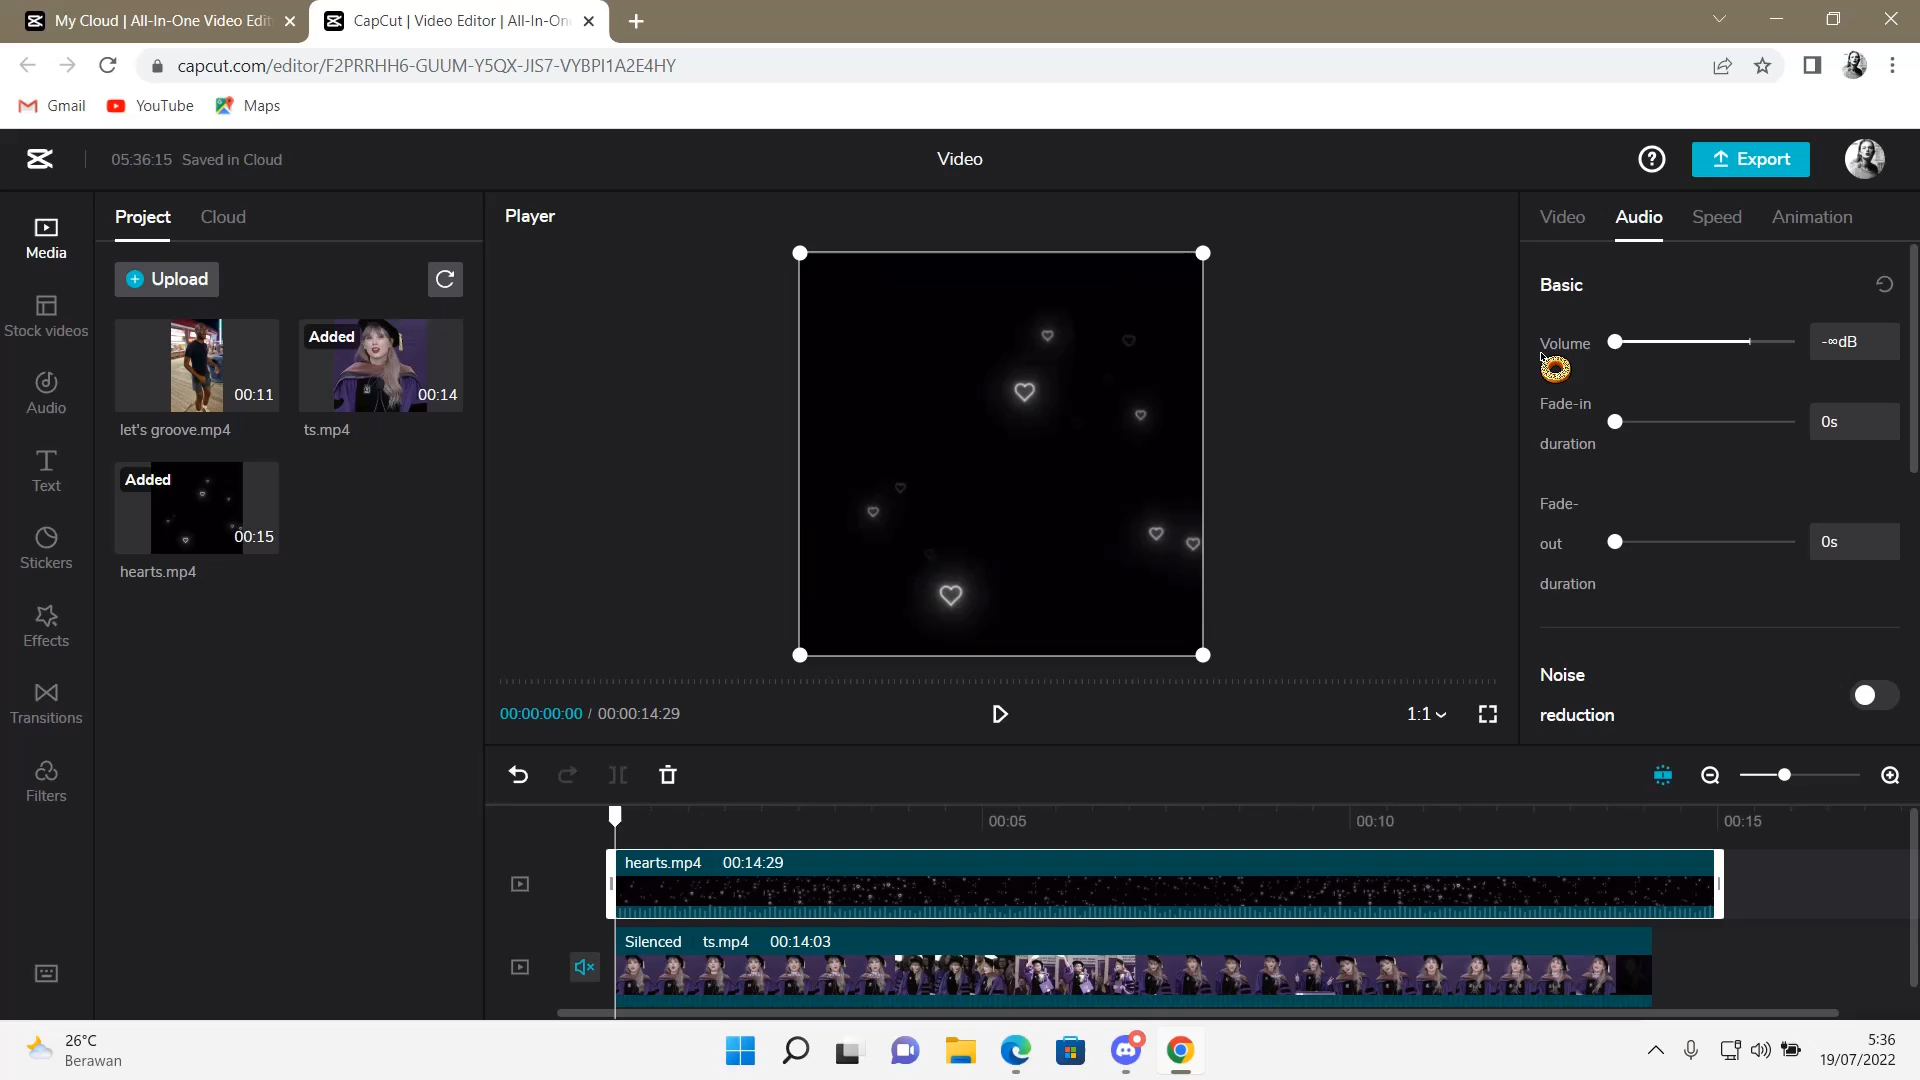 My Cloud | All-In-One Video Edit
CapCut | Video Editor | All-In-On
capcut.com/editor/F2PRRHH6-GUUM-Y5QX-JIS7-VYBPI1A2E4HY
Gmail
YouTube
Maps
05:36:15 Saved in Cloud
Video
Export
Media
Stock videos
Audio
Text
Stickers
Effects
Transitions
Filters
Project
Cloud
Upload
00:11
let's groove.mp4
Added
00:14
ts.mp4
Added
00:15
hearts.mp4
Player
00:00:00:00 / 00:00:14:29
1:1
Video
Audio
Speed
Animation
Basic
Volume
-∞dB
Fade-in
duration
0s
Fade-
out
duration
0s
Noise
reduction
00:05
00:10
00:15
hearts.mp4 00:14:29
Silenced ts.mp4 00:14:03
26°C
Berawan
5:36
19/07/2022